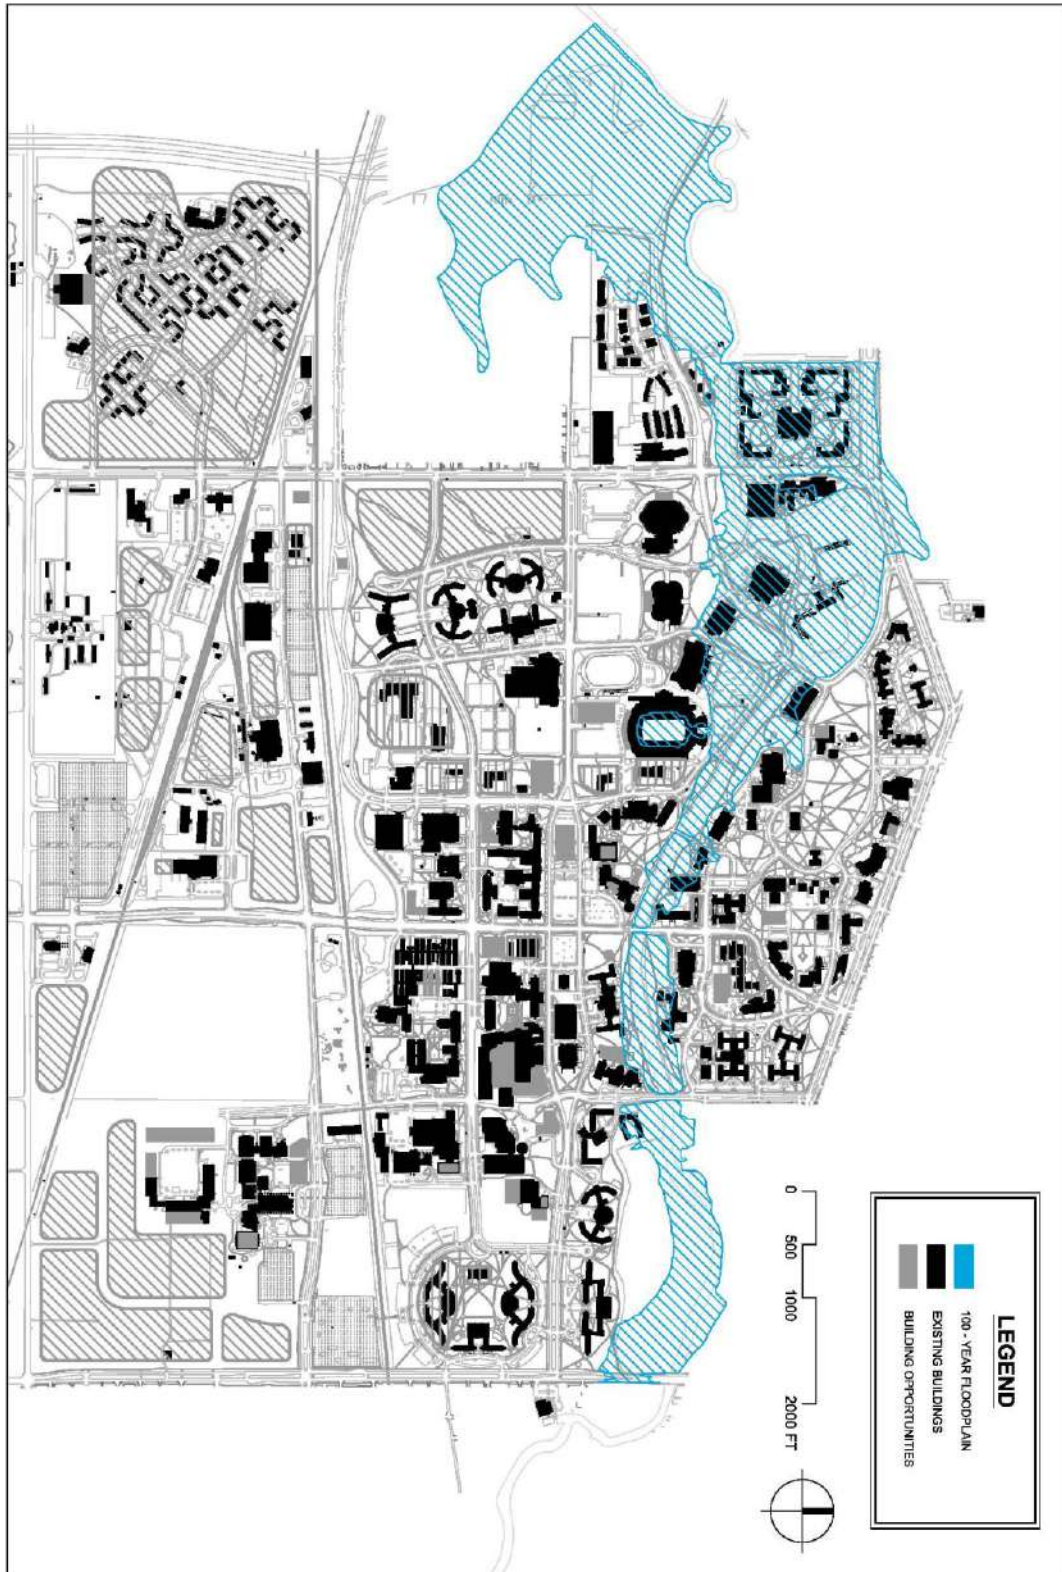 LEGEND
100 - YEAR FLOODPLAIN
EXISTING BUILDINGS
BUILDING OPPORTUNITIES
0
500
1000
2000 FT